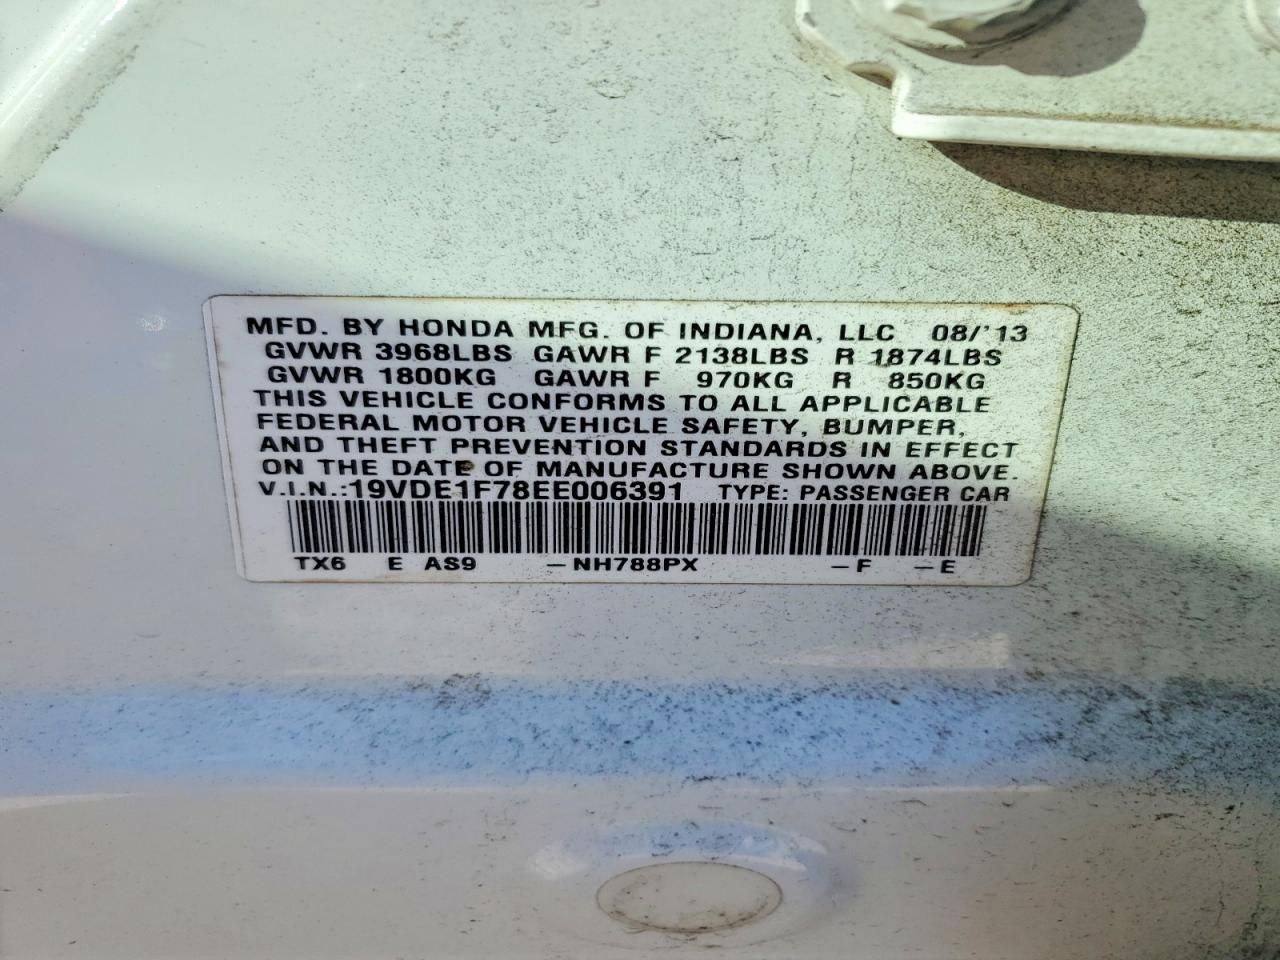 MFD. BY HONDA MFG. OF INDIANA, LLC 08/'13
GVWR 3968LBS GAWR F 2138LBS R 1874LBS
GVWR 1800KG GAWR F 970KG R 850KG
THIS VEHICLE CONFORMS TO ALL APPLICABLE
FEDERAL MOTOR VEHICLE SAFETY, BUMPER,
AND THEFT PREVENTION STANDARDS IN EFFECT
ON THE DATE OF MANUFACTURE SHOWN ABOVE.
V.I.N.:19VDE1F78EE006391 TYPE: PASSENGER CAR
TX6 E AS9 -NH788PX -F -E